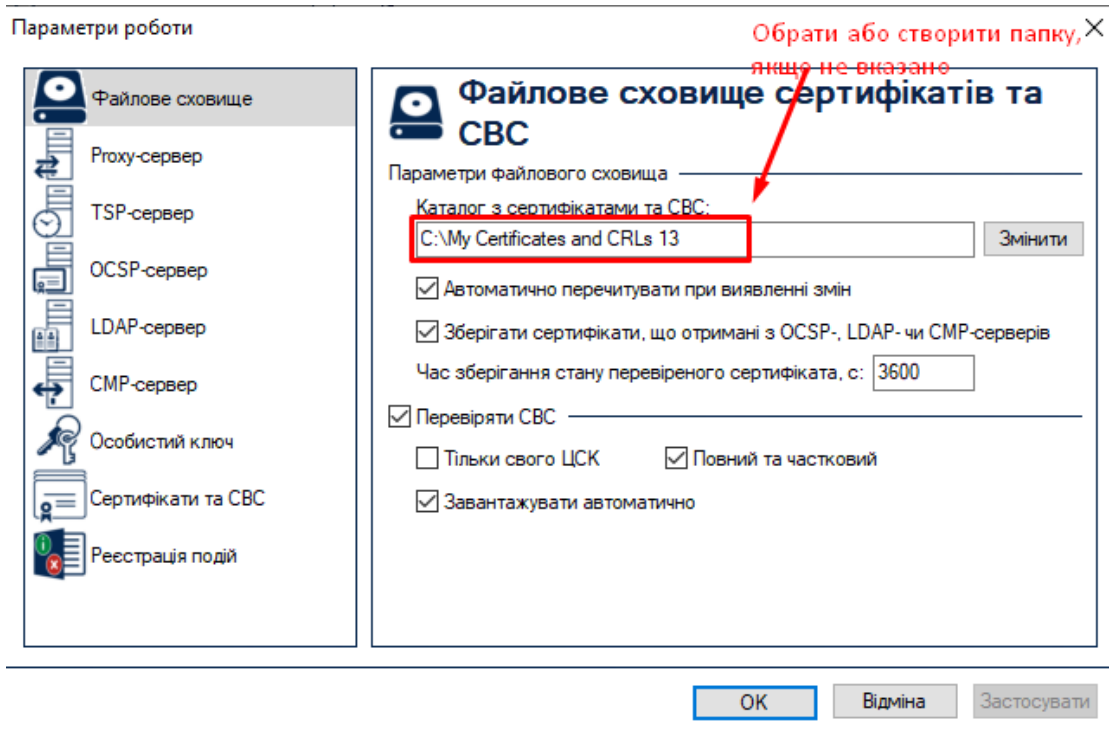 Параметри роботи
Обрати або створити папку,
якщо не вказано
Файлове сховище
Proxy-сервер
TSP-сервер
OCSP-сервер
LDAP-сервер
CMP-сервер
Особистий ключ
Сертифікати та СВС
Реєстрація подій
Файлове сховище сертифікатів та
СВС
Параметри файлового сховища
Каталог з сертифікатами та СВС:
C:\My Certificates and CRLs 13
Змінити
Автоматично перечитувати при виявленні змін
Зберігати сертифікати, що отримані з OCSP-, LDAP- чи CMP-серверів
Час зберігання стану перевіреного сертифіката, с: 3600
Перевіряти СВС
Тільки свого ЦСК Повний та частковий
Завантажувати автоматично
OK Відміна Застосувати